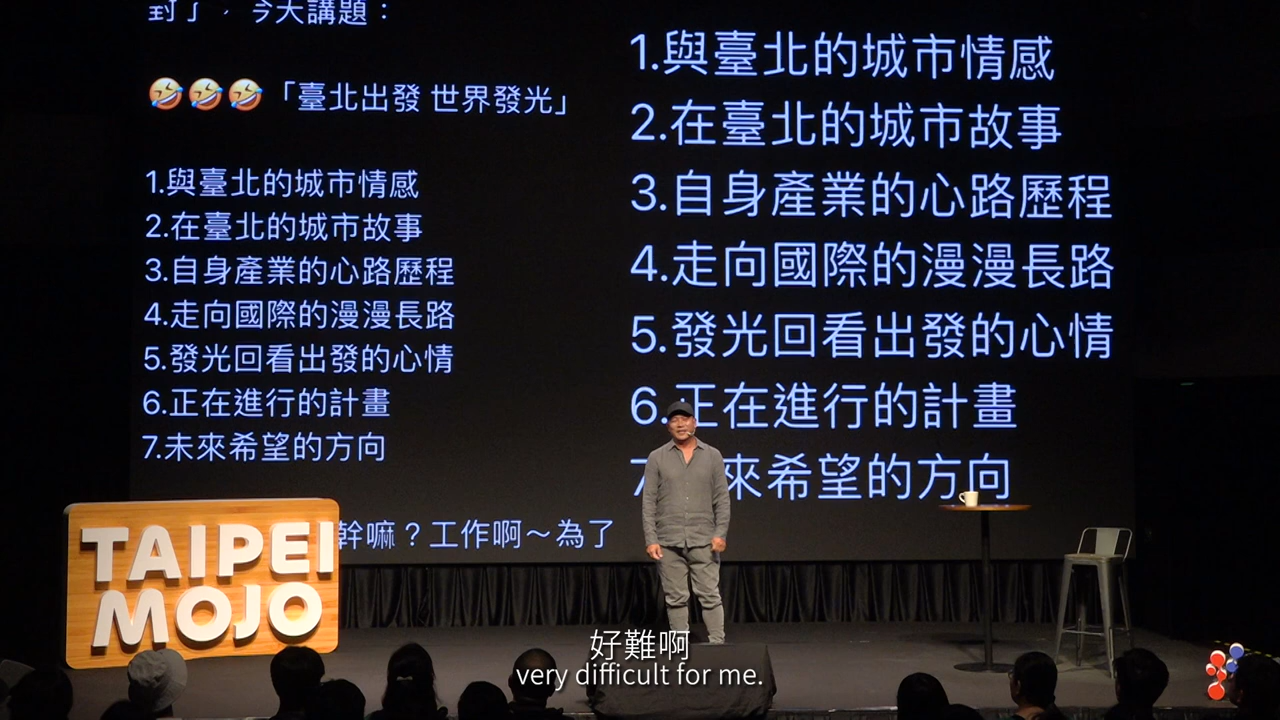 對了，今天講題：
🤣🤣🤣「臺北出發 世界發光」
1.與臺北的城市情感
2.在臺北的城市故事
3.自身產業的心路歷程
4.走向國際的漫漫長路
5.發光回看出發的心情
6.正在進行的計畫
7.未來希望的方向
幹嘛？工作啊～為了
1.與臺北的城市情感
2.在臺北的城市故事
3.自身產業的心路歷程
4.走向國際的漫漫長路
5.發光回看出發的心情
6.正在進行的計畫
7.來希望的方向
TAIPEI
MOJO
好難啊
very difficult for me.